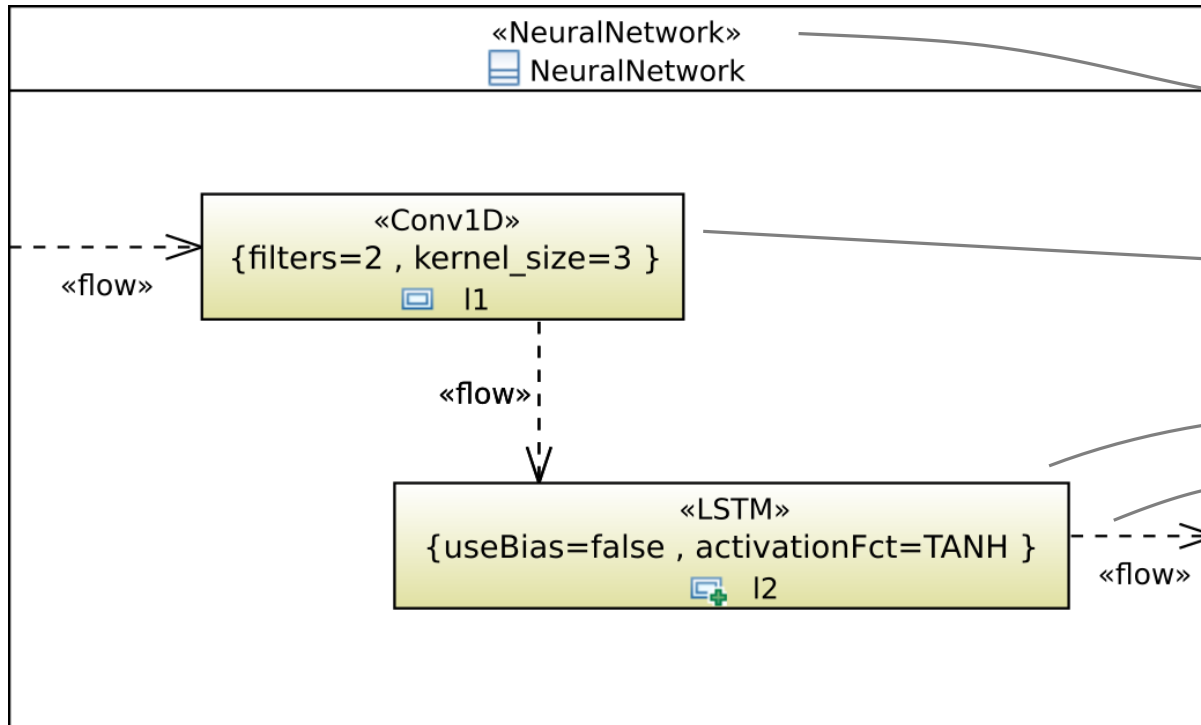 «NeuralNetwork»
NeuralNetwork
«Conv1D»
{filters=2 , kernel_size=3 }
l1
«flow»
«flow»
«LSTM»
{useBias=false , activationFct=TANH }
l2
«flow»